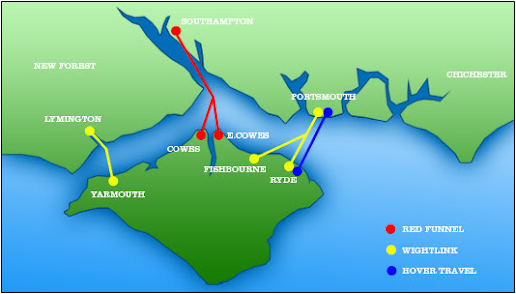 SOUTHAMPTON
NEW FOREST
CHICHESTER
PORTSMOUTH
LYMINGTON
E.COWES
COWES
FISHBOURNE
RYDE
YARMOUTH
RED FUNNEL
WIGHTLINK
HOVER TRAVEL